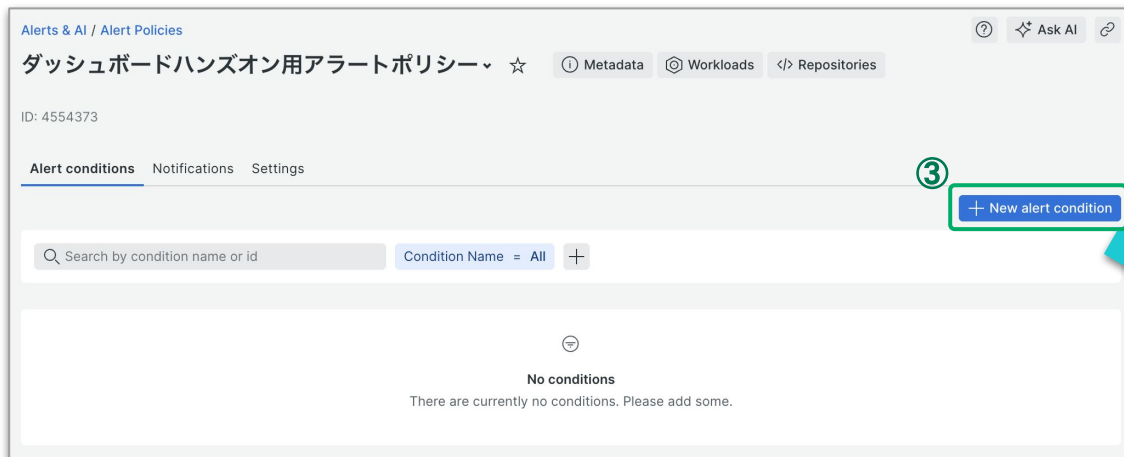 Alerts & AI / Alert Policies
Ask AI
ダッシュボードハンズオン用アラートポリシー
Metadata
Workloads
</> Repositories
ID: 4554373
Alert conditions Notifications Settings
③
+ New alert condition
Search by condition name or id
Condition Name = All
No conditions
There are currently no conditions. Please add some.